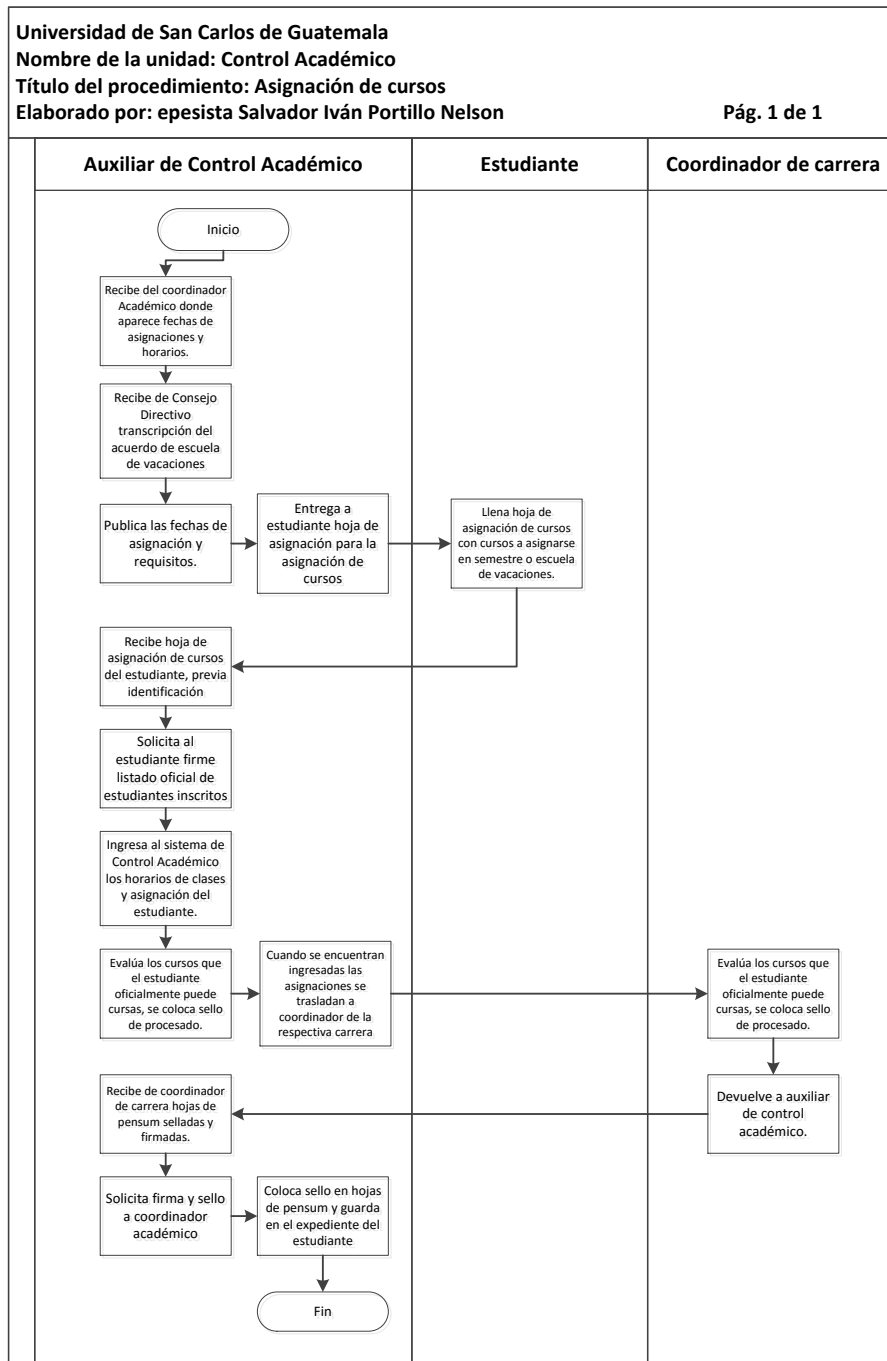 Universidad de San Carlos de Guatemala
Nombre de la unidad: Control Académico
Título del procedimiento: Asignación de cursos
Elaborado por: epesista Salvador Iván Portillo Nelson
Pág. 1 de 1
Auxiliar de Control Académico
Estudiante
Coordinador de carrera
Inicio
Recibe del coordinador
Académico donde
aparece fechas de
asignaciones y
horarios.
Recibe de Consejo
Directivo
transcripción del
acuerdo de escuela
de vacaciones
Publica las fechas de
asignación y
requisitos.
Entrega a
estudiante hoja de
asignación para la
asignación de
cursos
Llena hoja de
asignación de cursos
con cursos a asignarse
en semestre o escuela
de vacaciones.
Recibe hoja de
asignación de cursos
del estudiante, previa
identificación
Solicita al
estudiante firme
listado oficial de
estudiantes inscritos
Ingresa al sistema de
Control Académico
los horarios de clases
y asignación del
estudiante.
Evalúa los cursos que
el estudiante
oficialmente puede
cursas, se coloca sello
de procesado.
Cuando se encuentran
ingresadas las
asignaciones se
trasladan a
coordinador de la
respectiva carrera
Evalúa los cursos que
el estudiante
oficialmente puede
cursas, se coloca sello
de procesado.
Devuelve a auxiliar
de control
académico.
Recibe de coordinador
de carrera hojas de
pensum selladas y
firmadas.
Solicita firma y sello
a coordinador
académico
Coloca sello en hojas
de pensum y guarda
en el expediente del
estudiante
Fin